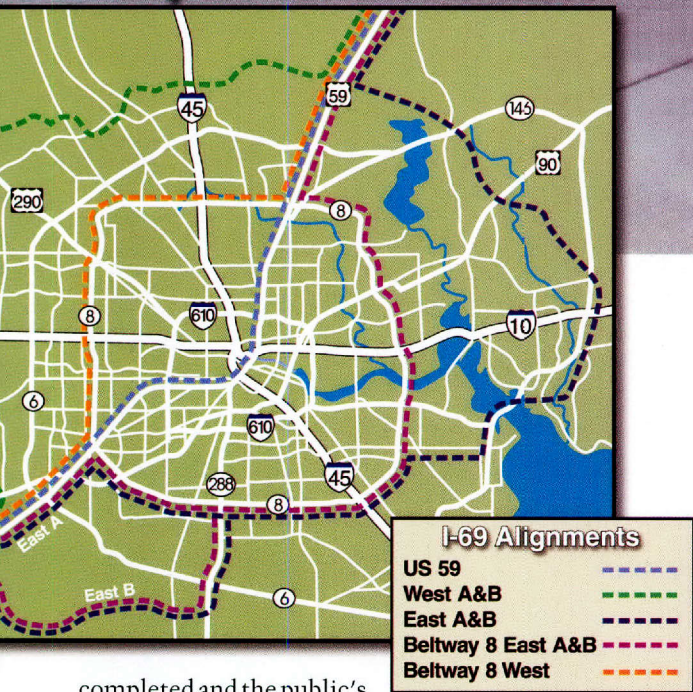 45
59
146
90
290
8
610
8
10
6
610
45
288
8
East A
East B
6
I-69 Alignments
US 59
West A&B
East A&B
Beltway 8 East A&B
Beltway 8 West
completed and the public's